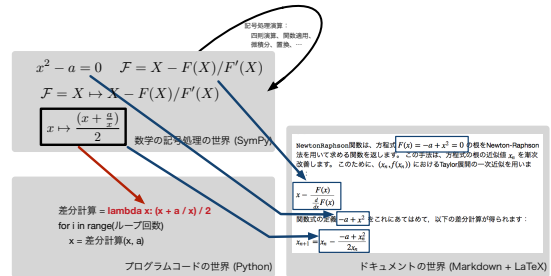 記号処理演算：
四則演算、関数適用、
微積分、置換、…
x² − a = 0 F = X − F(X)/F′(X)
F = X ↦ X − F(X)/F′(X)
x ↦ (x + a/x) / 2
数学の記号処理の世界 (SymPy)
差分計算 = lambda x: (x + a / x) / 2
for i in range(ループ回数)
x = 差分計算(x, a)
プログラムコードの世界 (Python)
NewtonRaphson関数は、方程式 F(x) = −a + x² = 0 の根をNewton-Raphson
法を用いて求める関数を返します。 この手法は、方程式の根の近似値 xₙ を漸次
改善します。 このために、(xₙ, f(xₙ)) におけるTaylor展開の一次近似を用いま
x − F(x) / (d/dx F(x))
関数式の定義 −a + x² をこれにあてはめて，以下の差分計算が得られます：
xₙ₊₁ = xₙ − (−a + xₙ²) / 2xₙ
ドキュメントの世界 (Markdown + LaTeX)